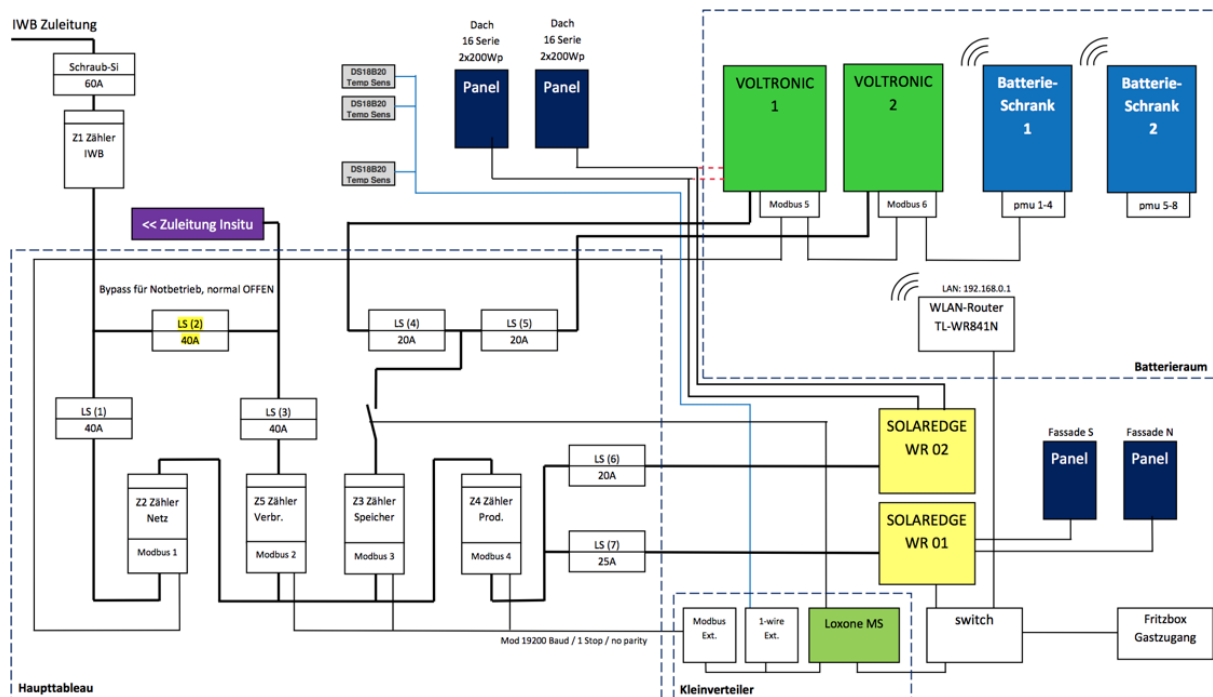 IWB Zuleitung
Schraub-Si
60A
Z1 Zähler
IWB
<< Zuleitung Insitu
Bypass für Notbetrieb, normal OFFEN
LS (2)
40A
LS (1)
40A
LS (3)
40A
Z2 Zähler
Netz
Modbus 1
Z5 Zähler
Verbr.
Modbus 2
Z3 Zähler
Speicher
Modbus 3
Z4 Zähler
Prod.
Modbus 4
LS (4)
20A
LS (5)
20A
LS (6)
20A
LS (7)
25A
Mod 19200 Baud / 1 Stop / no parity
Haupttableau
DS18B20
Temp Sens
DS18B20
Temp Sens
DS18B20
Temp Sens
Dach
16 Serie
2x200Wp
Panel
Dach
16 Serie
2x200Wp
Panel
VOLTRONIC
1
Modbus 5
VOLTRONIC
2
Modbus 6
Batterie-
Schrank
1
pmu 1-4
Batterie-
Schrank
2
pmu 5-8
LAN: 192.168.0.1
WLAN-Router
TL-WR841N
Batterieraum
SOLAREDGE
WR 02
SOLAREDGE
WR 01
Fassade S
Panel
Fassade N
Panel
Modbus
Ext.
1-wire
Ext.
Loxone MS
switch
Fritzbox
Gastzugang
Kleinverteiler